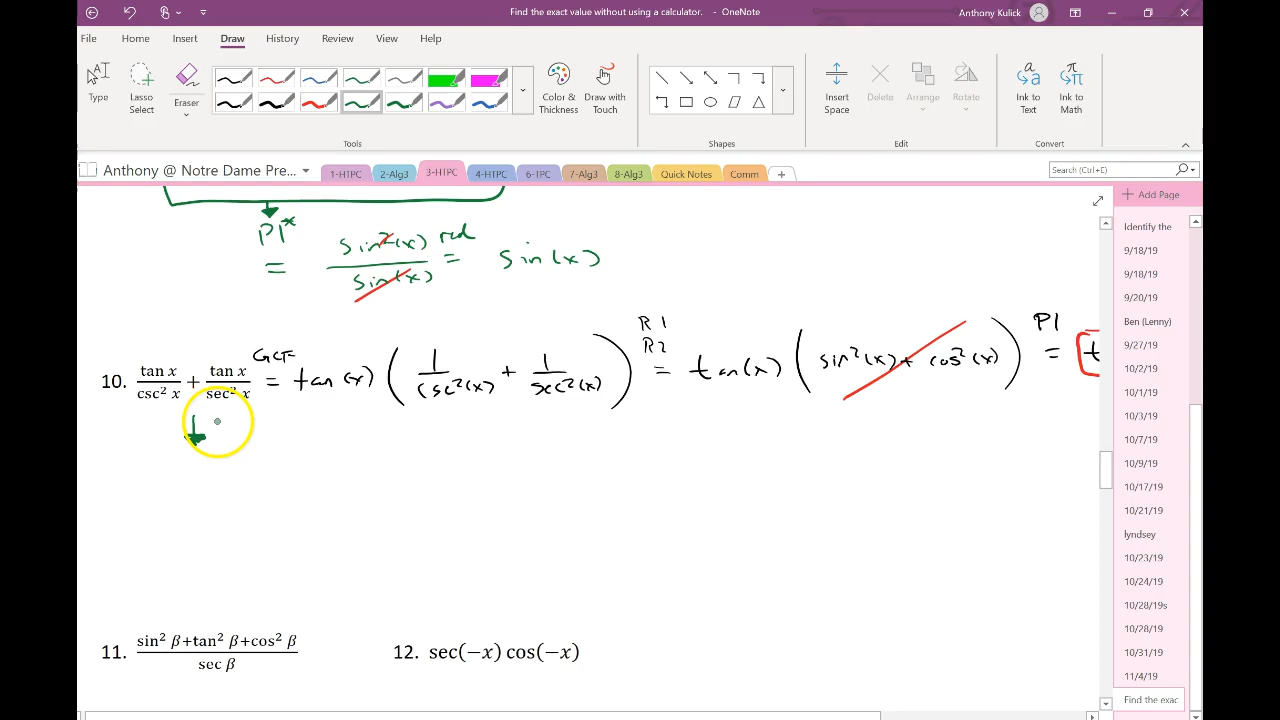 Find the exact value without using a calculator. - OneNote
Anthony Kulick
File Home Insert Draw History Review View Help
Type
Lasso Select
Eraser
Color & Thickness
Draw with Touch
Insert Space
Delete
Arrange
Rotate
Ink to Text
Ink to Math
Tools
Shapes
Edit
Convert
Anthony @ Notre Dame Pre...
1-HTPC 2-Alg3 3-HTPC 4-HTPC 6-TPC 7-Alg3 8-Alg3 Quick Notes Comm +
Search (Ctrl+E)
PI*
= sin²(x) / sin(x) red = sin(x)
10. tan x / csc² x + tan x / sec² x GCF = tan(x) ( 1 / csc²(x) + 1 / sec²(x) ) R1 R2 = tan(x) ( sin²(x) + cos²(x) ) PI = t
11. sin² β+tan² β+cos² β / sec β
12. sec(−x) cos(−x)
+ Add Page
Identify the
9/18/19
9/18/19
9/20/19
Ben (Lenny)
9/27/19
10/2/19
10/1/19
10/3/19
10/7/19
10/9/19
10/17/19
10/21/19
lyndsey
10/23/19
10/24/19
10/28/19s
10/28/19
10/31/19
11/4/19
Find the exac